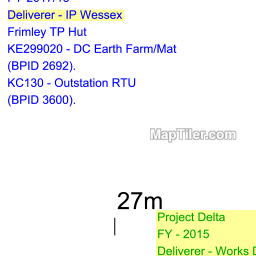 Deliverer - IP Wessex
Frimley TP Hut
KE299020 - DC Earth Farm/Mat
(BPID 2692).
KC130 - Outstation RTU
(BPID 3600).
MapTiler.com
27m
Project Delta
FY - 2015
Deliverer - Works